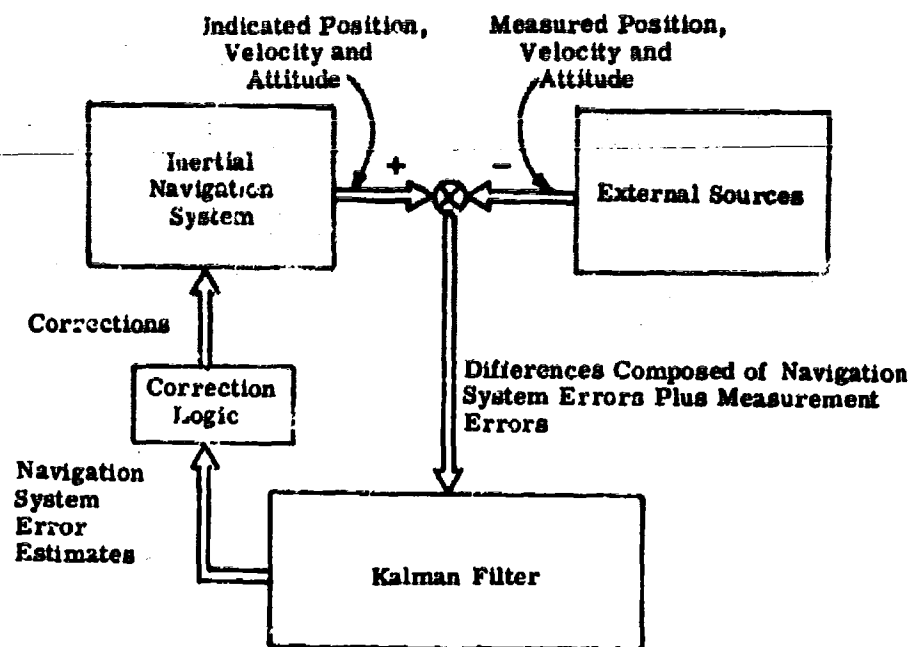 Indicated Position,
Velocity and
Attitude
Measured Position,
Velocity and
Attitude
+
-
Inertial
Navigation
System
External Sources
Corrections
Correction
Logic
Differences Composed of Navigation
System Errors Plus Measurement
Errors
Navigation
System
Error
Estimates
Kalman Filter